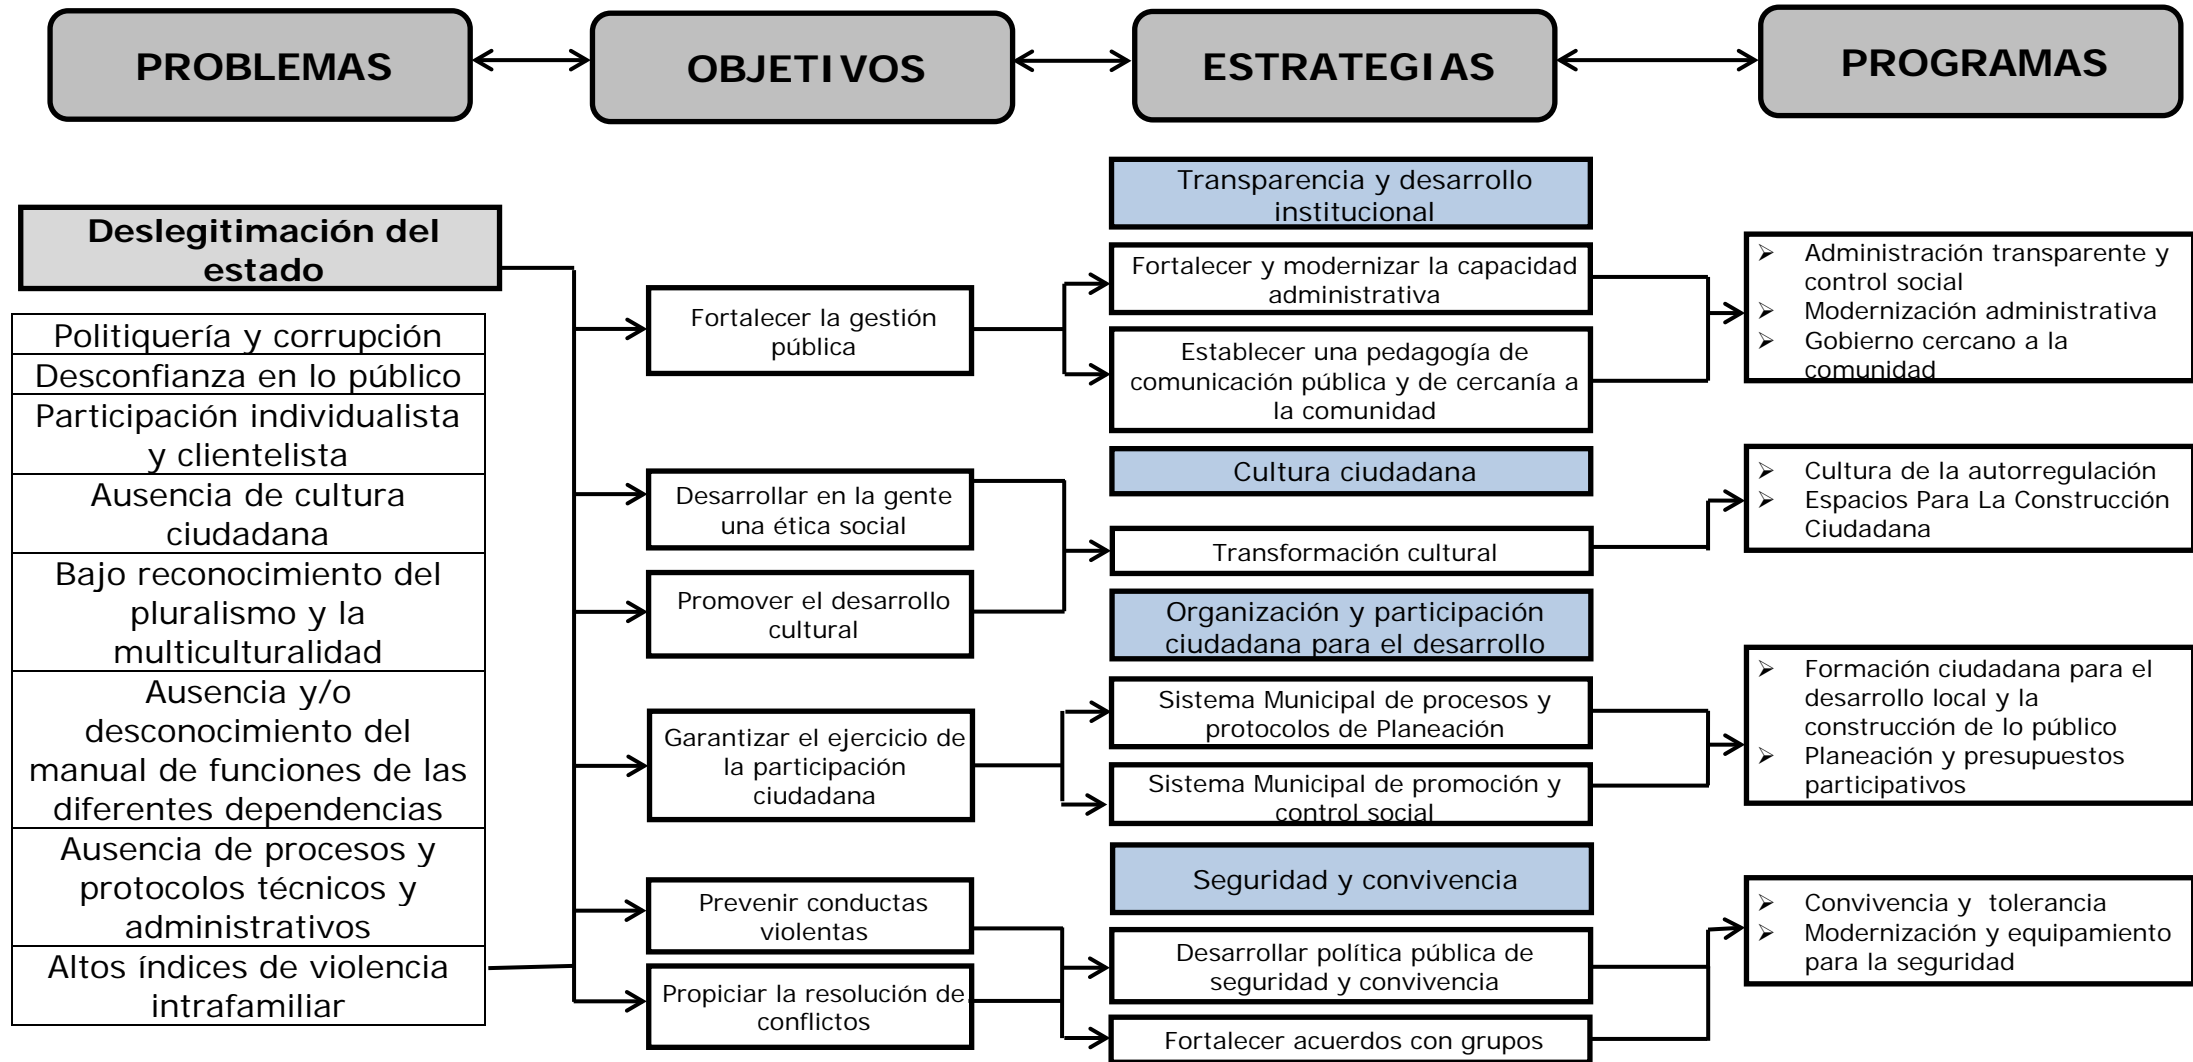 PROBLEMAS
OBJETIVOS
ESTRATEGIAS
PROGRAMAS
Deslegitimación del
estado
Politiquería y corrupción
Desconfianza en lo público
Participación individualista
y clientelista
Ausencia de cultura
ciudadana
Bajo reconocimiento del
pluralismo y la
multiculturalidad
Ausencia y/o
desconocimiento del
manual de funciones de las
diferentes dependencias
Ausencia de procesos y
protocolos técnicos y
administrativos
Altos índices de violencia
intrafamiliar
Fortalecer la gestión
pública
Desarrollar en la gente
una ética social
Promover el desarrollo
cultural
Garantizar el ejercicio de
la participación
ciudadana
Prevenir conductas
violentas
Propiciar la resolución de
conflictos
Transparencia y desarrollo
institucional
Fortalecer y modernizar la capacidad
administrativa
Establecer una pedagogía de
comunicación pública y de cercanía a
la comunidad
Cultura ciudadana
Transformación cultural
Organización y participación
ciudadana para el desarrollo
Sistema Municipal de procesos y
protocolos de Planeación
Sistema Municipal de promoción y
control social
Seguridad y convivencia
Desarrollar política pública de
seguridad y convivencia
Fortalecer acuerdos con grupos
➢ Administración transparente y
control social
➢ Modernización administrativa
➢ Gobierno cercano a la
comunidad
➢ Cultura de la autorregulación
➢ Espacios Para La Construcción
Ciudadana
➢ Formación ciudadana para el
desarrollo local y la
construcción de lo público
➢ Planeación y presupuestos
participativos
➢ Convivencia y tolerancia
➢ Modernización y equipamiento
para la seguridad